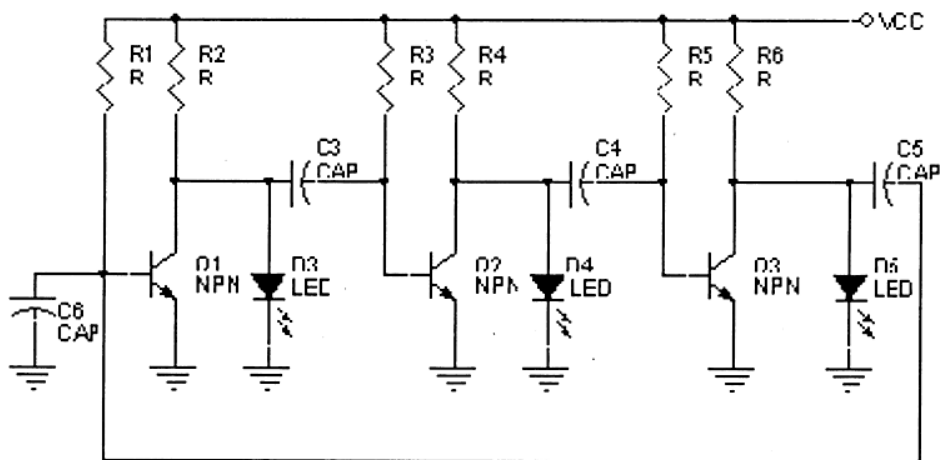 VCC
R1
R
R2
R
R3
R
R4
R
R5
R
R6
R
C3
CAP
C4
CAP
C5
CAP
Q1
NPN
D3
LED
Q2
NPN
D4
LED
Q3
NPN
D5
LED
C6
CAP